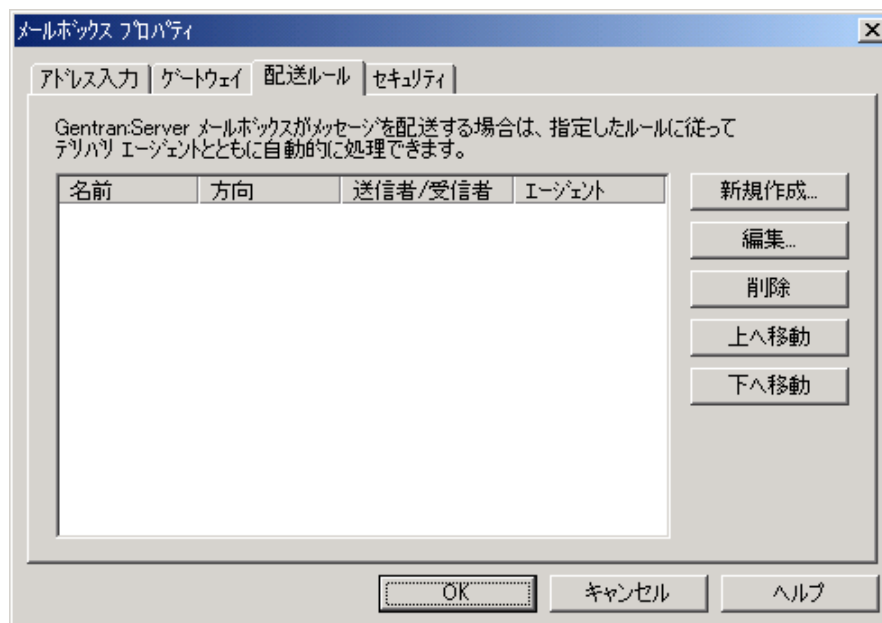 メールボックス プロパティ
アドレス入力 ゲートウェイ 配送ルール セキュリティ
Gentran:Server メールボックスがメッセージを配送する場合は、指定したルールに従って
デリバリ エージェントとともに自動的に処理できます。
名前 方向 送信者/受信者 エージェント
新規作成...
編集...
削除
上へ移動
下へ移動
OK キャンセル ヘルプ